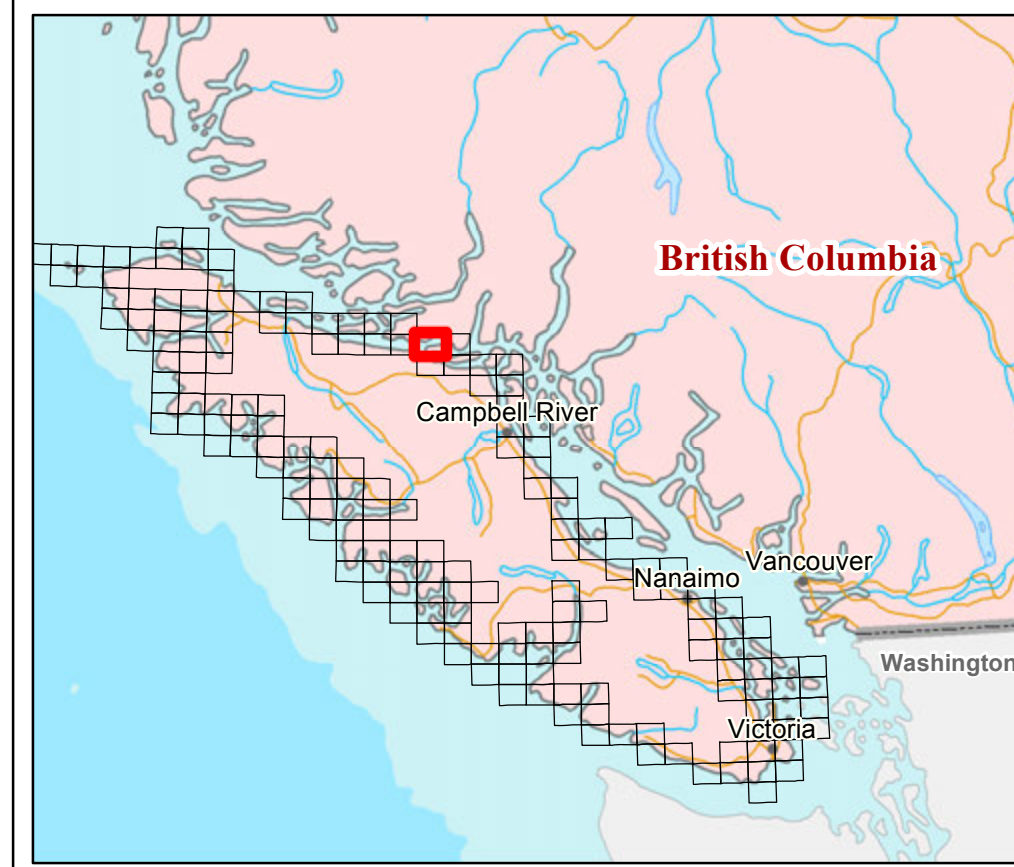 British Columbia
Campbell River
Vancouver
Nanaimo
Washington
Victoria